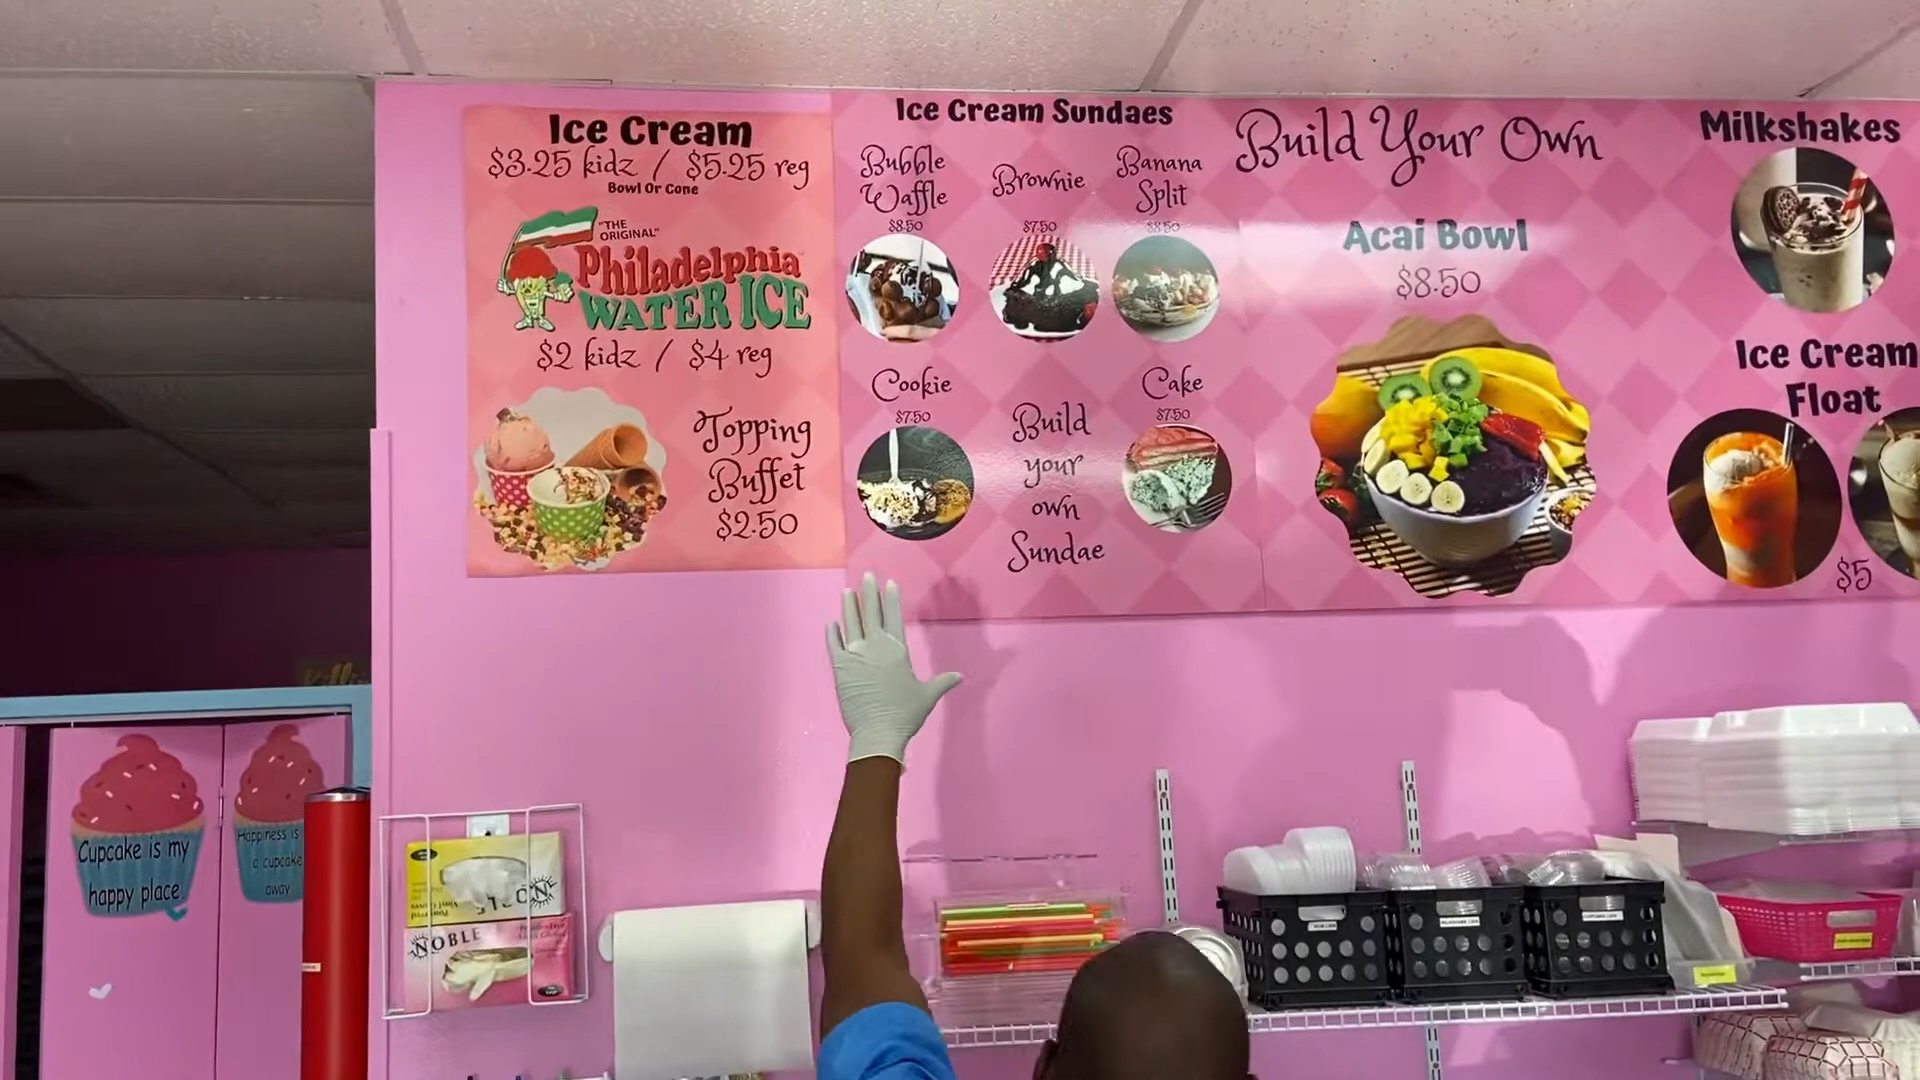 Ice Cream
$3.25 kidz / $5.25 reg
Bowl Or Cone
"THE
ORIGINAL"
Philadelphia
WATER ICE
$2 kidz / $4 reg
Topping
Buffet
$2.50
Ice Cream Sundaes
Bubble
Waffle
$8.50
Brownie
$7.50
Banana
Split
$8.50
Cookie
$7.50
Build
your
own
Sundae
Cake
$7.50
Build Your Own
Acai Bowl
$8.50
Milkshakes
Ice Cream
Float
$5
Cupcake is my
happy place.
Happiness is
a cupcake
away
NOBLE